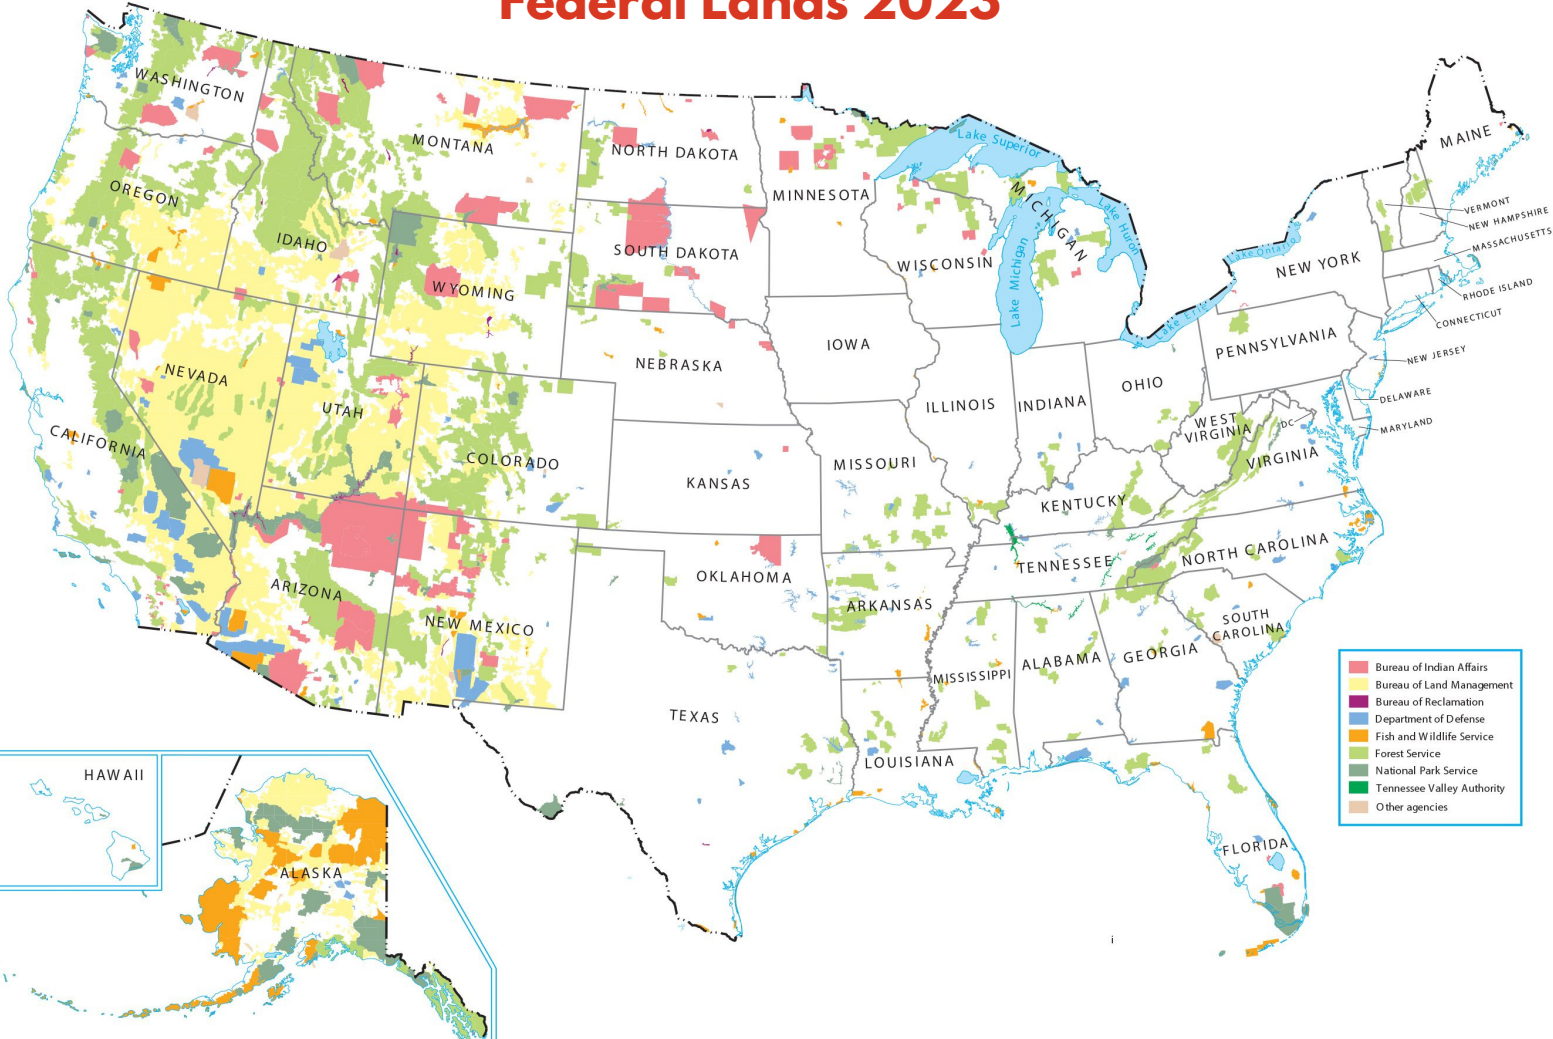 Federal Lands 2023
WASHINGTON
MONTANA
NORTH DAKOTA
MINNESOTA
Lake Superior
MICHIGAN
Lake Huron
Lake Michigan
MAINE
OREGON
IDAHO
SOUTH DAKOTA
WISCONSIN
Lake Ontario
NEW YORK
VERMONT
NEW HAMPSHIRE
MASSACHUSETTS
RHODE ISLAND
CONNECTICUT
WYOMING
Lake Erie
PENNSYLVANIA
NEW JERSEY
DELAWARE
MARYLAND
NEVADA
UTAH
NEBRASKA
IOWA
ILLINOIS
INDIANA
OHIO
WEST
VIRGINIA
DC
VIRGINIA
CALIFORNIA
COLORADO
KANSAS
MISSOURI
KENTUCKY
ARIZONA
NEW MEXICO
OKLAHOMA
ARKANSAS
TENNESSEE
NORTH CAROLINA
SOUTH
CAROLINA
TEXAS
LOUISIANA
MISSISSIPPI
ALABAMA
GEORGIA
FLORIDA
HAWAII
ALASKA
Bureau of Indian Affairs
Bureau of Land Management
Bureau of Reclamation
Department of Defense
Fish and Wildlife Service
Forest Service
National Park Service
Tennessee Valley Authority
Other agencies
i